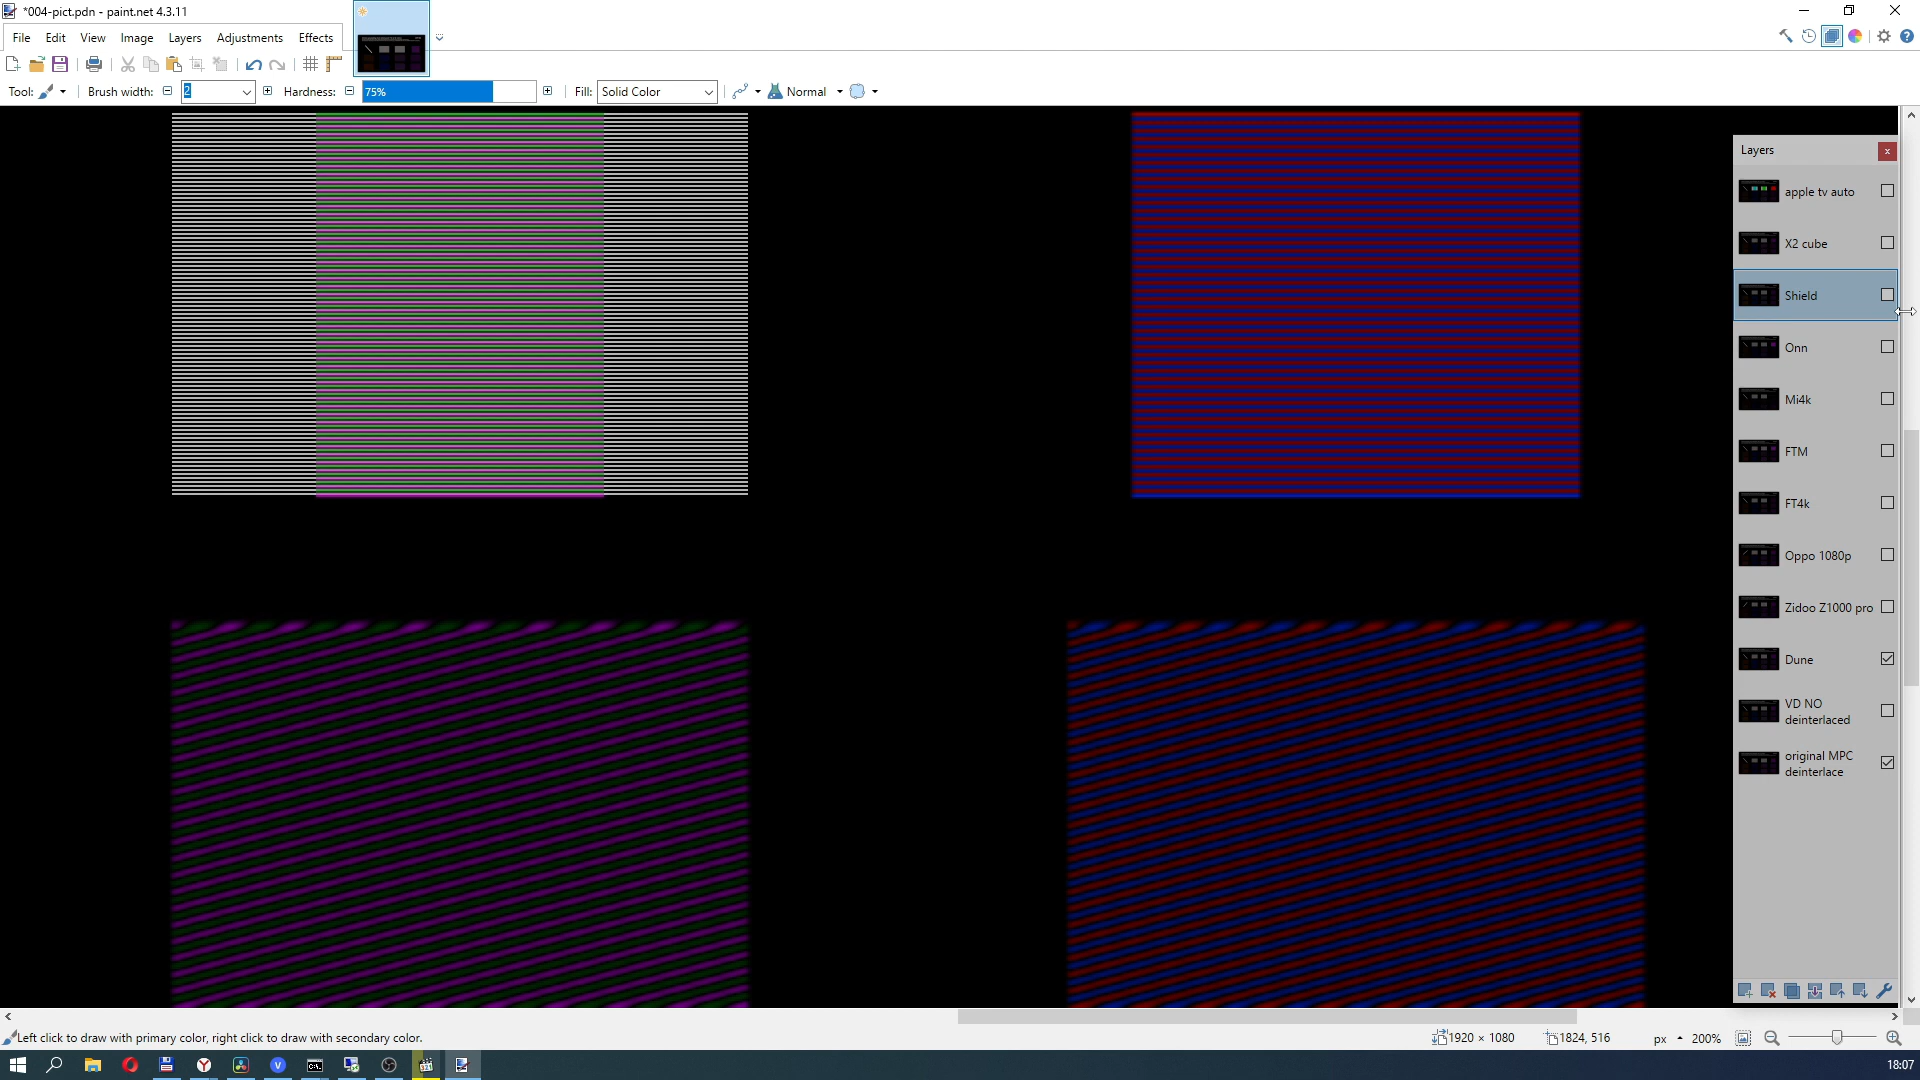 *004-pict.pdn - paint.net 4.3.11
File Edit View Image Layers Adjustments Effects
Tool: Brush width: 2 Hardness: 75% Fill: Solid Color Normal
Layers
apple tv auto
X2 cube
Shield
Onn
Mi4k
FTM
FT4k
Oppo 1080p
Zidoo Z1000 pro
Dune
VD NO
deinterlaced
original MPC
deinterlace
Left click to draw with primary color, right click to draw with secondary color.
1920 × 1080 1824, 516 px 200%
18:07